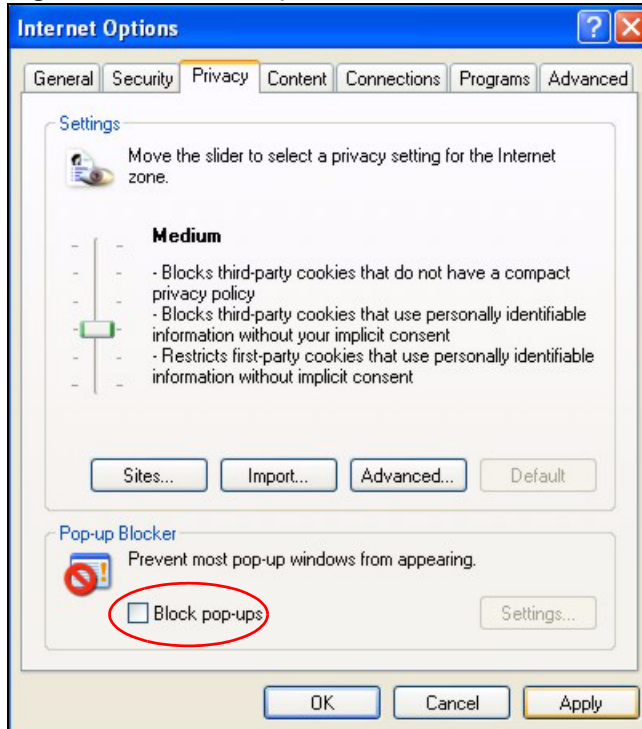 Internet Options
General Security Privacy Content Connections Programs Advanced
Settings
Move the slider to select a privacy setting for the Internet
zone.
Medium
- Blocks third-party cookies that do not have a compact
privacy policy
- Blocks third-party cookies that use personally identifiable
information without your implicit consent
- Restricts first-party cookies that use personally identifiable
information without implicit consent
Sites... Import... Advanced... Default
Pop-up Blocker
Prevent most pop-up windows from appearing.
Block pop-ups Settings...
OK Cancel Apply